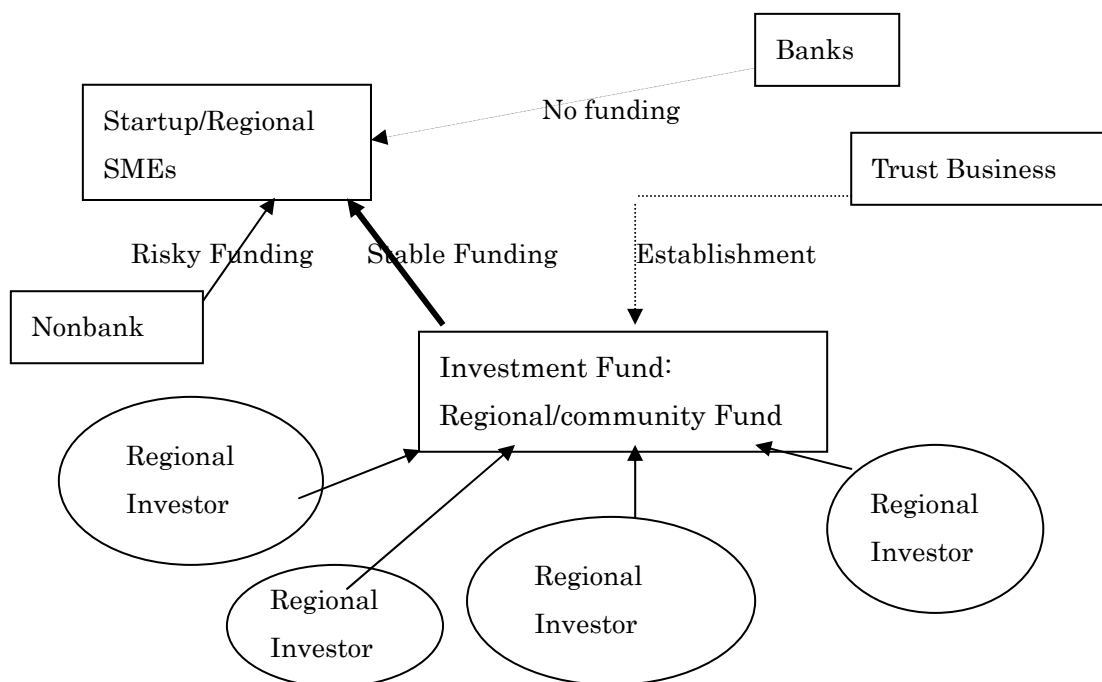 Banks
No funding
Startup/Regional
SMEs
Trust Business
Risky Funding
Stable Funding
Establishment
Nonbank
Investment Fund:
Regional/community Fund
Regional
Investor
Regional
Investor
Regional
Investor
Regional
Investor